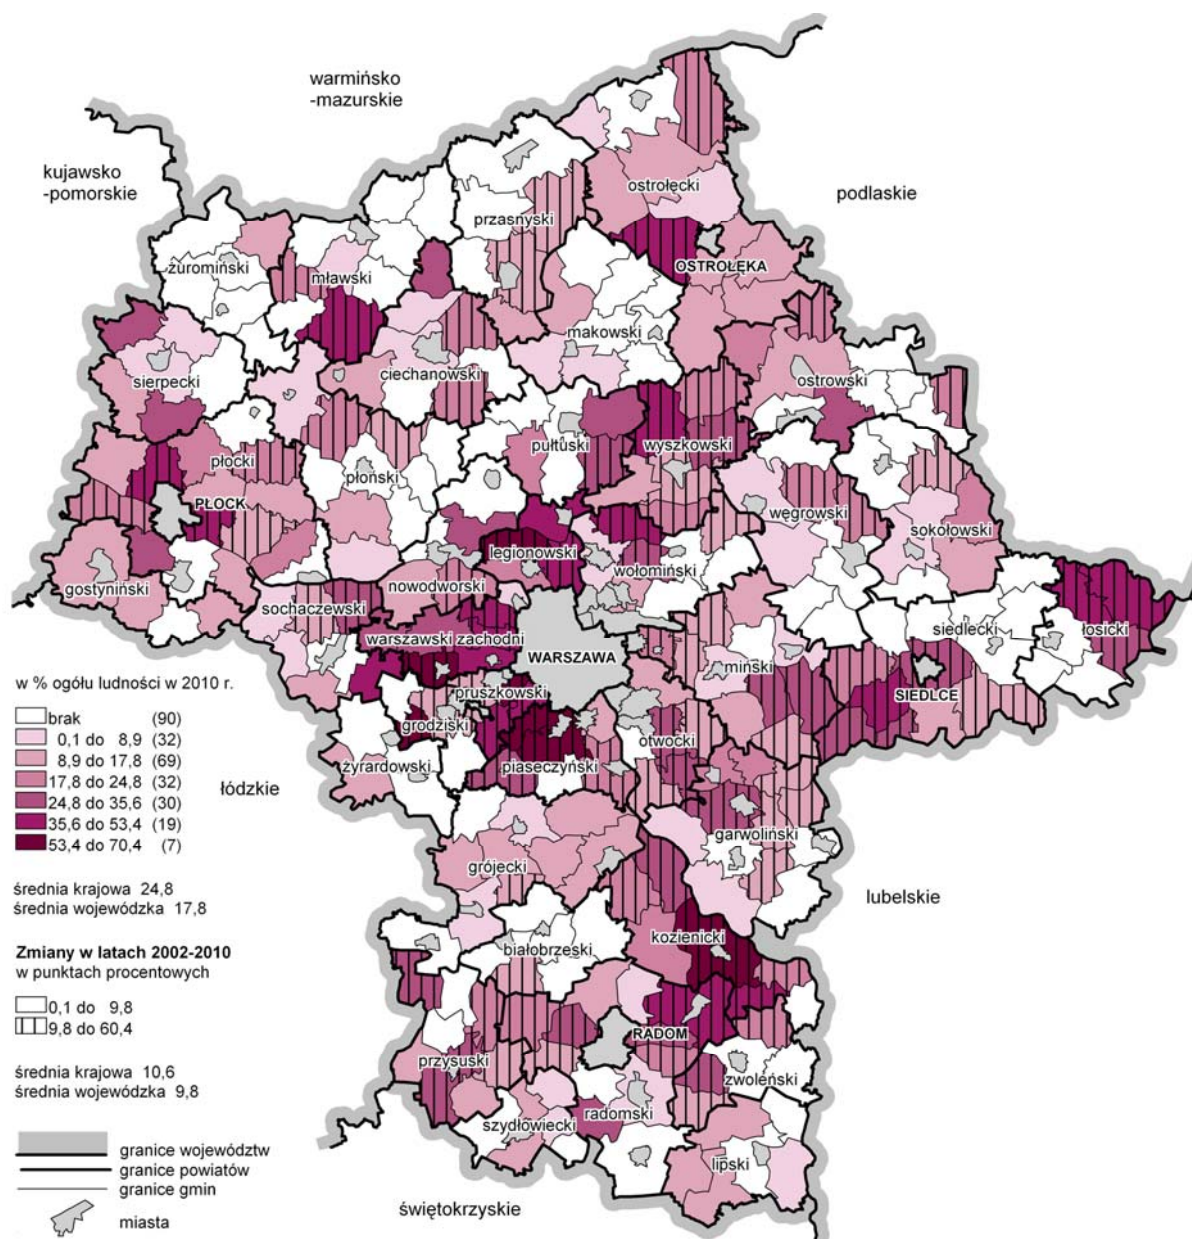 warmińsko
-mazurskie
kujawsko
-pomorskie
podlaskie
ostrołęcki
przasnyski
żuromiński
mławski
OSTROŁĘKA
makowski
sierpecki
ciechanowski
ostrowski
pułtuski
wyszkowski
płocki
płoński
PŁOCK
węgrowski
sokołowski
legionowski
wołomiński
gostyniński
nowodworski
sochaczewski
siedlecki
łosicki
warszawski zachodni
WARSZAWA
miński
SIEDLCE
pruszkowski
grodziski
otwocki
piaseczyński
żyrardowski
łódzkie
garwoliński
grójecki
lubelskie
kozienicki
białobrzeski
RADOM
przysuski
zwoleński
szydłowiecki
radomski
lipski
świętokrzyskie
w % ogółu ludności w 2010 r.
brak (90)
0,1 do 8,9 (32)
8,9 do 17,8 (69)
17,8 do 24,8 (32)
24,8 do 35,6 (30)
35,6 do 53,4 (19)
53,4 do 70,4 (7)
średnia krajowa 24,8
średnia wojewódzka 17,8
Zmiany w latach 2002-2010
w punktach procentowych
0,1 do 9,8
9,8 do 60,4
średnia krajowa 10,6
średnia wojewódzka 9,8
granice województw
granice powiatów
granice gmin
miasta